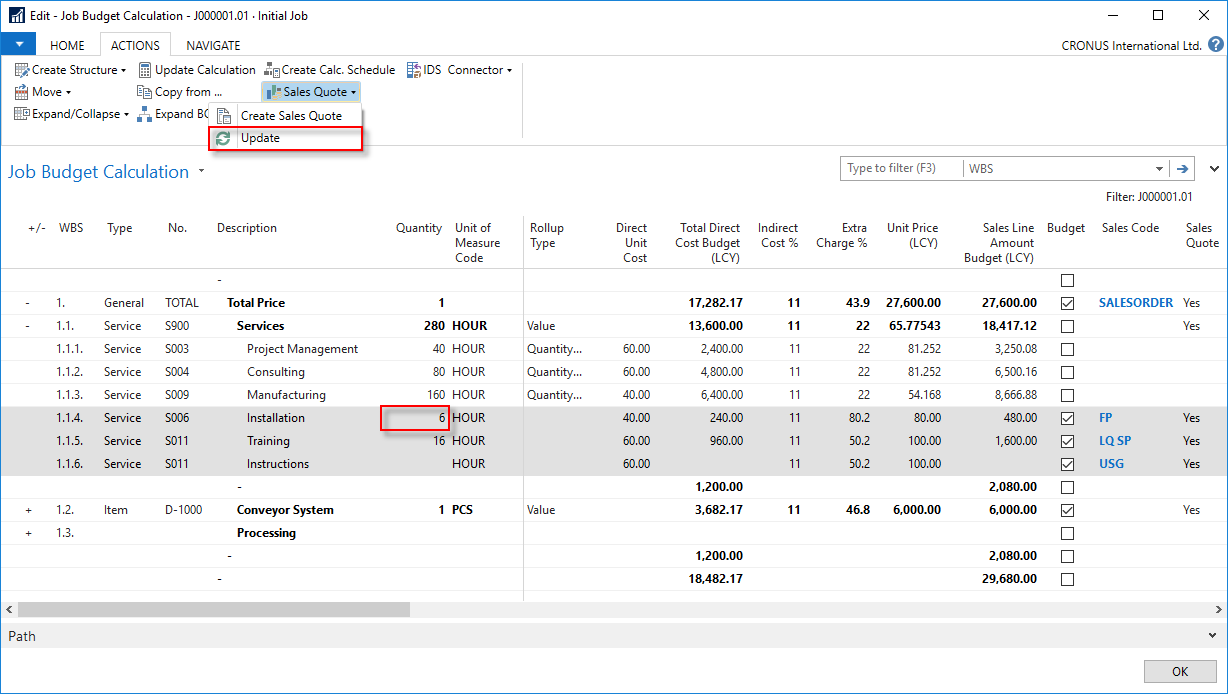 Edit - Job Budget Calculation - J000001.01 · Initial Job
HOME ACTIONS NAVIGATE CRONUS International Ltd. ?
Create Structure Update Calculation Create Calc. Schedule IDS Connector
Move Copy from ... Sales Quote
Expand/Collapse Expand BO
Create Sales Quote
Update
Job Budget Calculation
Type to filter (F3) WBS
Filter: J000001.01
+/- WBS Type No. Description Quantity Unit of Measure Code Rollup Type Direct Unit Cost Total Direct Cost Budget (LCY) Indirect Cost % Extra Charge % Unit Price (LCY) Sales Line Amount Budget (LCY) Budget Sales Code Sales Quote
-
- 1. General TOTAL Total Price 1 17,282.17 11 43.9 27,600.00 27,600.00 SALESORDER Yes
- 1.1. Service S900 Services 280 HOUR Value 13,600.00 11 22 65.77543 18,417.12 Yes
1.1.1. Service S003 Project Management 40 HOUR Quantity... 60.00 2,400.00 11 22 81.252 3,250.08
1.1.2. Service S004 Consulting 80 HOUR Quantity... 60.00 4,800.00 11 22 81.252 6,500.16
1.1.3. Service S009 Manufacturing 160 HOUR Quantity... 40.00 6,400.00 11 22 54.168 8,666.88
1.1.4. Service S006 Installation 6 HOUR 40.00 240.00 11 80.2 80.00 480.00 FP Yes
1.1.5. Service S011 Training 16 HOUR 60.00 960.00 11 50.2 100.00 1,600.00 LQ SP Yes
1.1.6. Service S011 Instructions HOUR 60.00 11 50.2 100.00 USG Yes
- 1,200.00 2,080.00
+ 1.2. Item D-1000 Conveyor System 1 PCS Value 3,682.17 11 46.8 6,000.00 6,000.00 Yes
+ 1.3. Processing
- 1,200.00 2,080.00
- 18,482.17 29,680.00
Path
OK